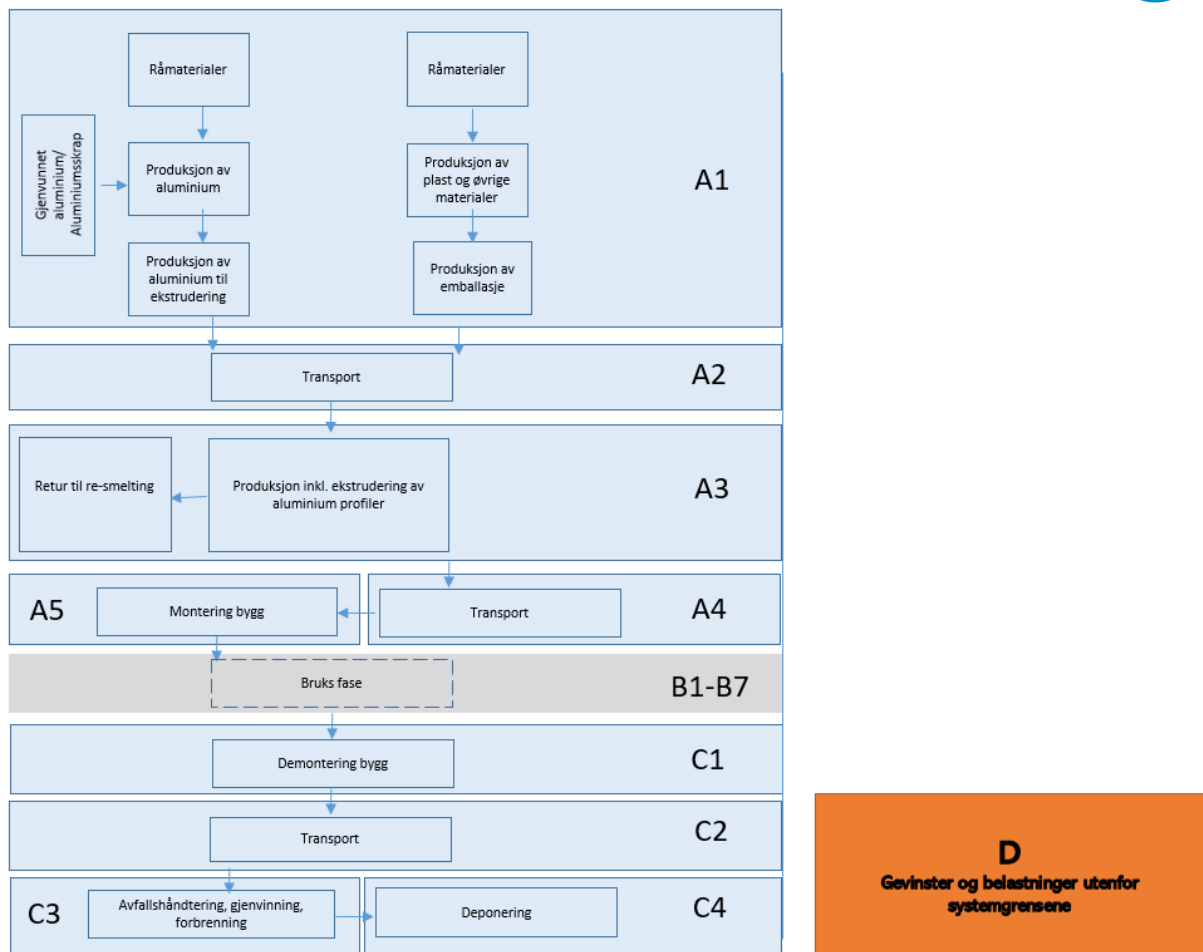 Råmaterialer
Råmaterialer
Gjenvunnet
aluminium/
Aluminiumsskrap
Produksjon av
aluminium
Produksjon av
plast og øvrige
materialer
A1
Produksjon av
aluminium til
ekstrudering
Produksjon av
emballasje
Transport
A2
Retur til re-smelting
Produksjon inkl. ekstrudering av
aluminium profiler
A3
A5
Montering bygg
Transport
A4
Bruks fase
B1-B7
Demontering bygg
C1
Transport
C2
C3
Avfallshåndtering, gjenvinning,
forbrenning
Deponering
C4
D
Gevinster og belastninger utenfor
systemgrensene